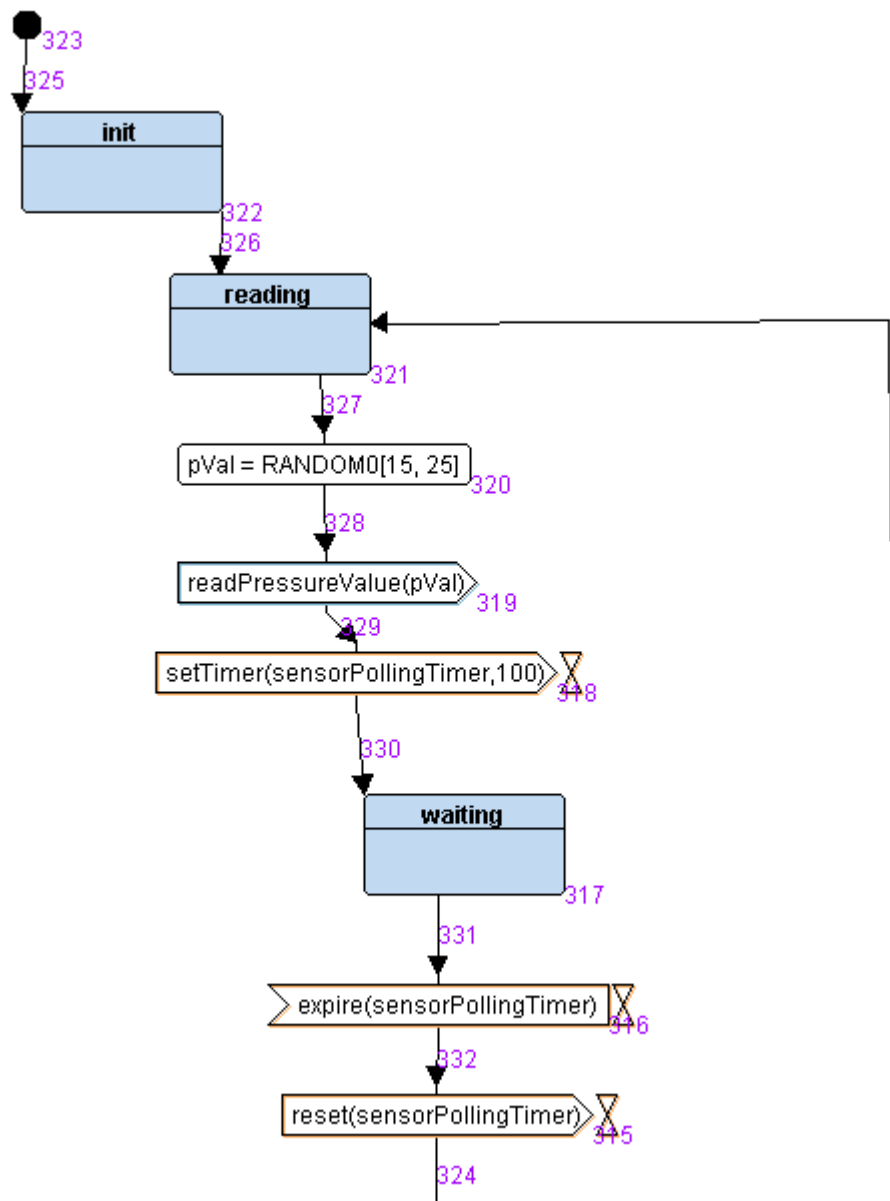 323
325
init
322
326
reading
321
327
pVal = RANDOM0[15, 25]
320
328
readPressureValue(pVal)
319
329
setTimer(sensorPollingTimer,100)
318
330
waiting
317
331
expire(sensorPollingTimer)
316
332
reset(sensorPollingTimer)
315
324